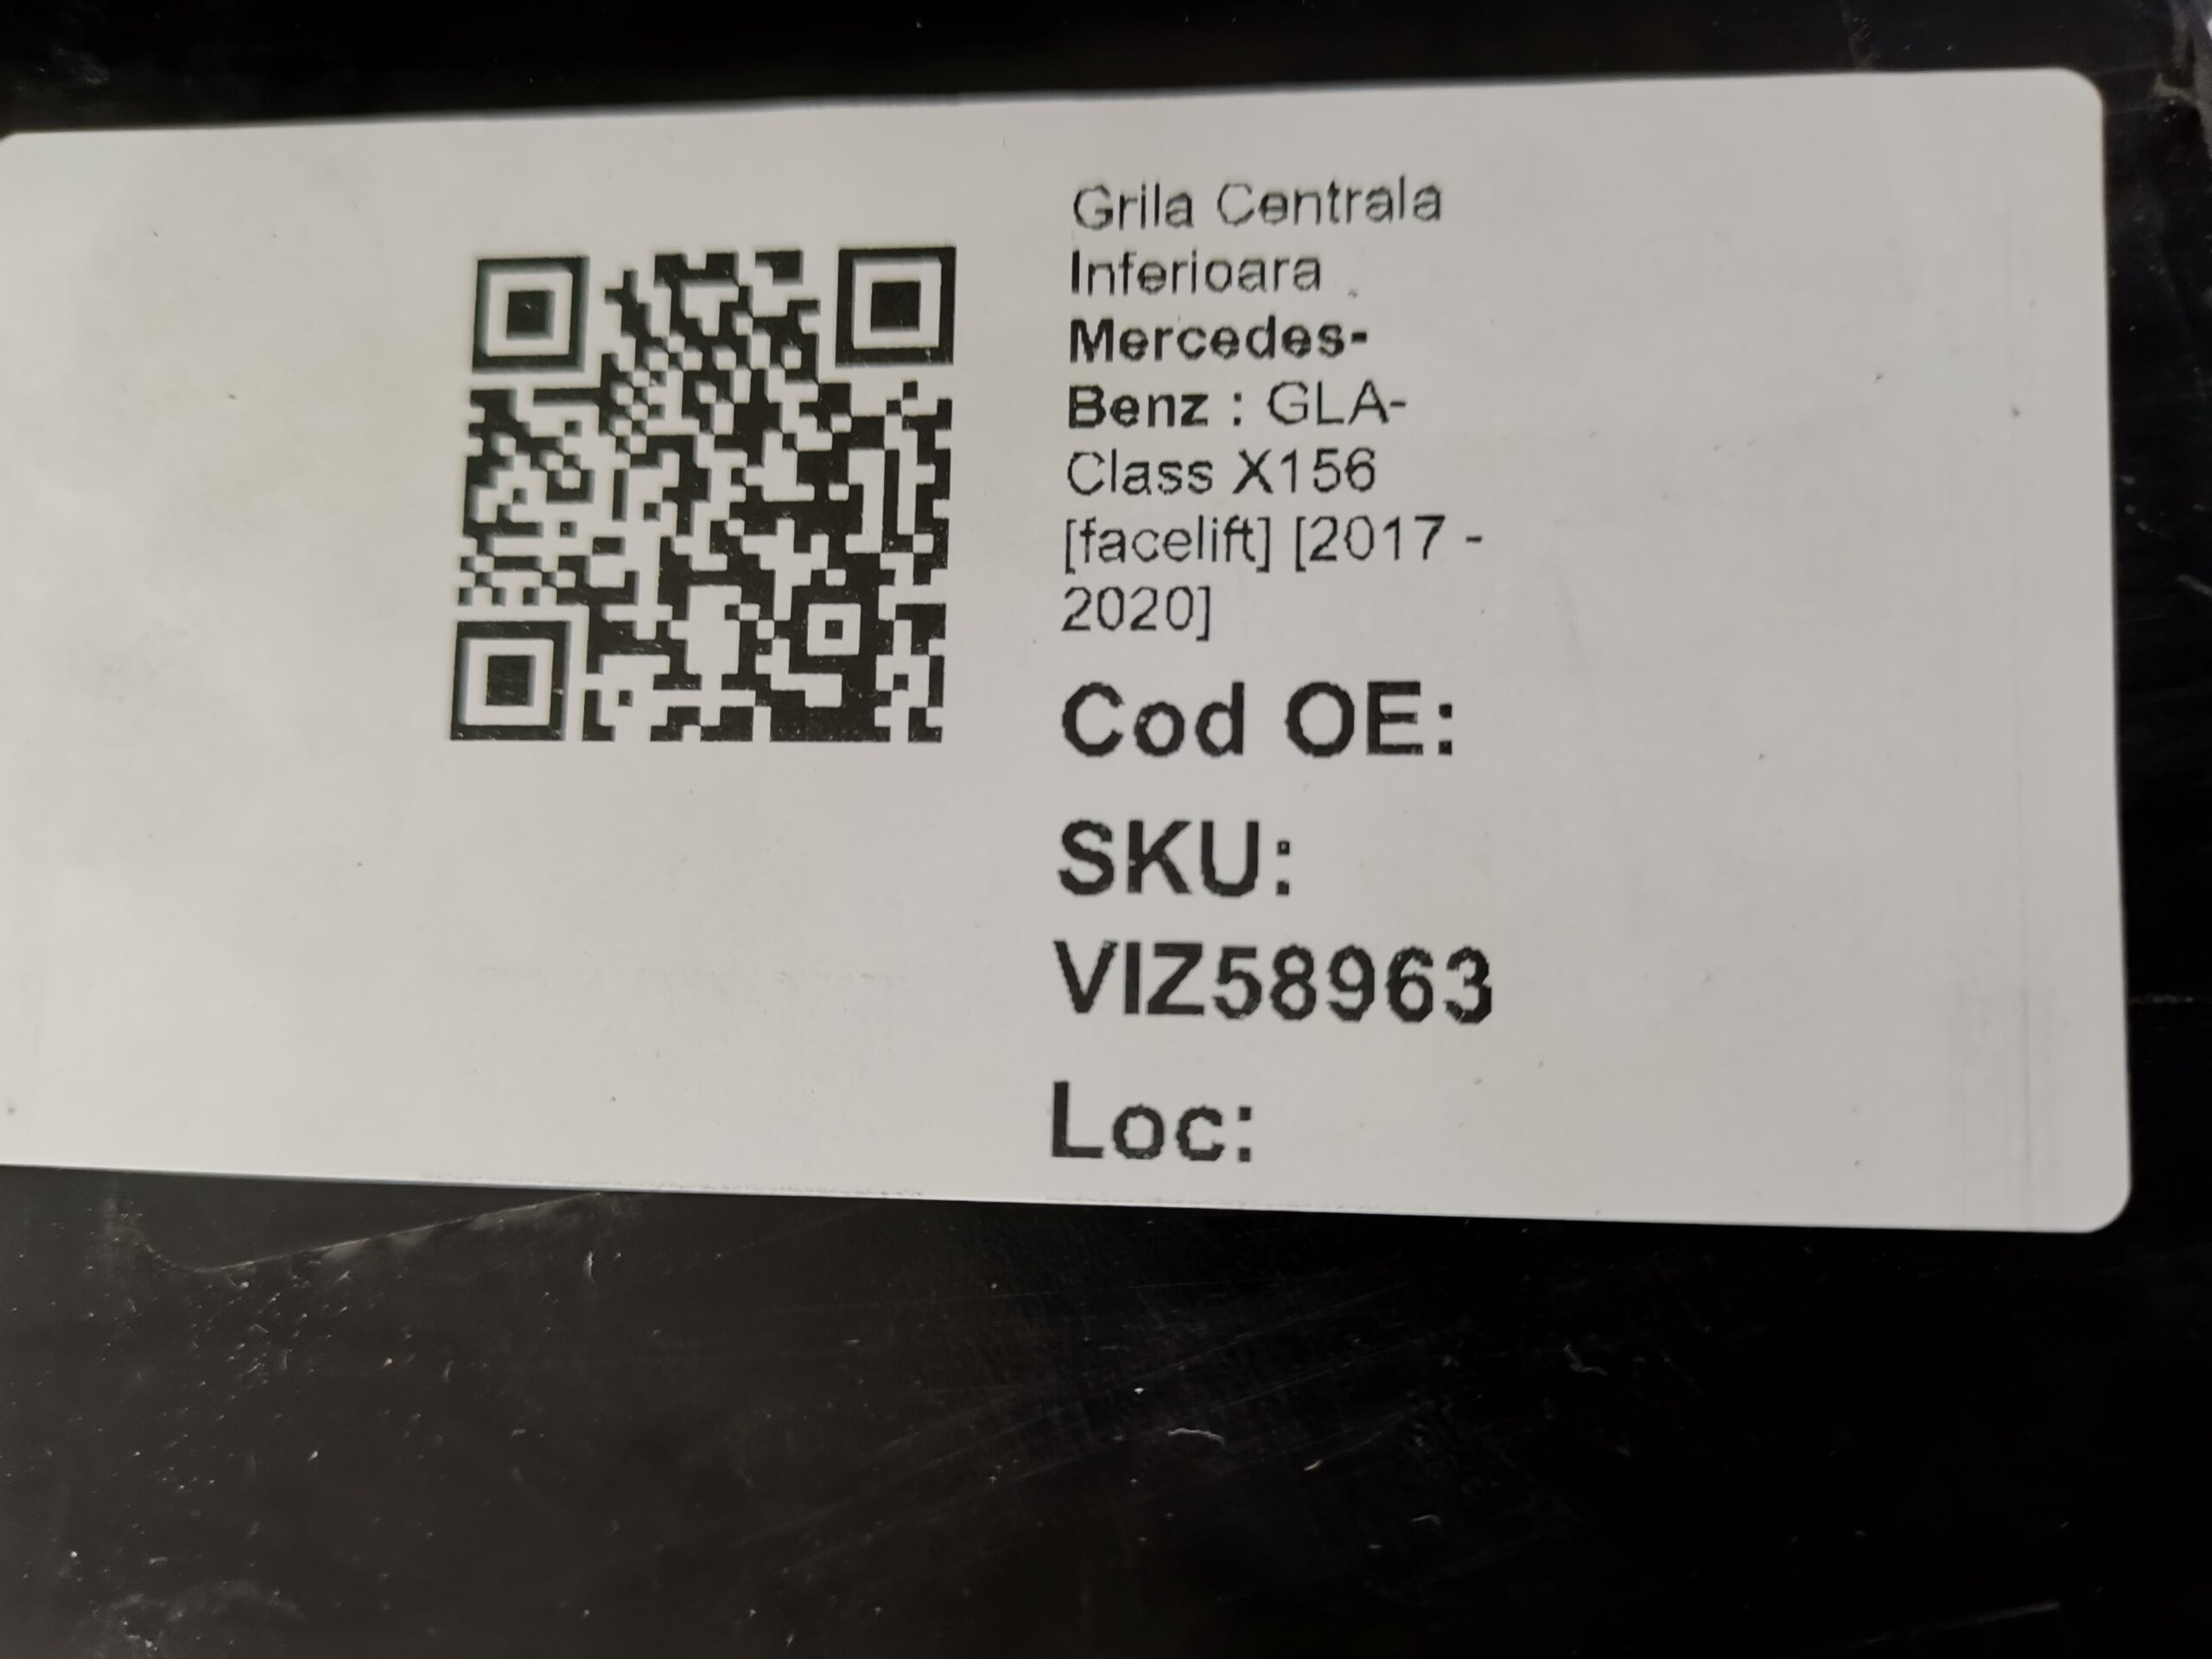 Grila Centrala
Inferioara
Mercedes-
Benz : GLA-
Class X156
[facelift] [2017 -
2020]
Cod OE:
SKU:
VIZ58963
Loc: